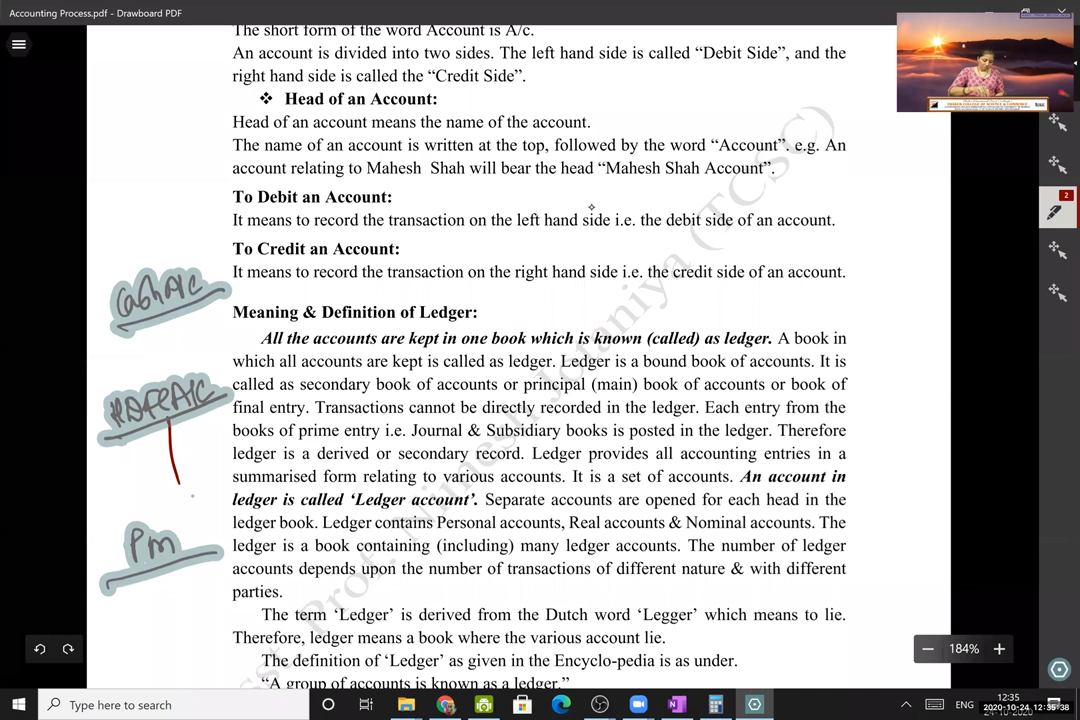 Accounting Process.pdf - Drawboard PDF
The short form of the word Account is A/c.
An account is divided into two sides. The left hand side is called “Debit Side”, and the
right hand side is called the “Credit Side”.
❖ Head of an Account:
Head of an account means the name of the account.
The name of an account is written at the top, followed by the word “Account”. e.g. An
account relating to Mahesh Shah will bear the head “Mahesh Shah Account”.
To Debit an Account:
It means to record the transaction on the left hand side i.e. the debit side of an account.
To Credit an Account:
It means to record the transaction on the right hand side i.e. the credit side of an account.
Cash A/C
Meaning & Definition of Ledger:
All the accounts are kept in one book which is known (called) as ledger. A book in
which all accounts are kept is called as ledger. Ledger is a bound book of accounts. It is
called as secondary book of accounts or principal (main) book of accounts or book of
final entry. Transactions cannot be directly recorded in the ledger. Each entry from the
books of prime entry i.e. Journal & Subsidiary books is posted in the ledger. Therefore
ledger is a derived or secondary record. Ledger provides all accounting entries in a
summarised form relating to various accounts. It is a set of accounts. An account in
ledger is called ‘Ledger account’. Separate accounts are opened for each head in the
ledger book. Ledger contains Personal accounts, Real accounts & Nominal accounts. The
ledger is a book containing (including) many ledger accounts. The number of ledger
accounts depends upon the number of transactions of different nature & with different
parties.
Pm
The term ‘Ledger’ is derived from the Dutch word ‘Legger’ which means to lie.
Therefore, ledger means a book where the various account lie.
The definition of ‘Ledger’ as given in the Encyclo-pedia is as under.
“A group of accounts is known as a ledger.”
Prof. Nimesh Jotaniya (TCSC)
2
184%
Type here to search
ENG
12:35
24-10-2020
2020-10-24 12:35:38